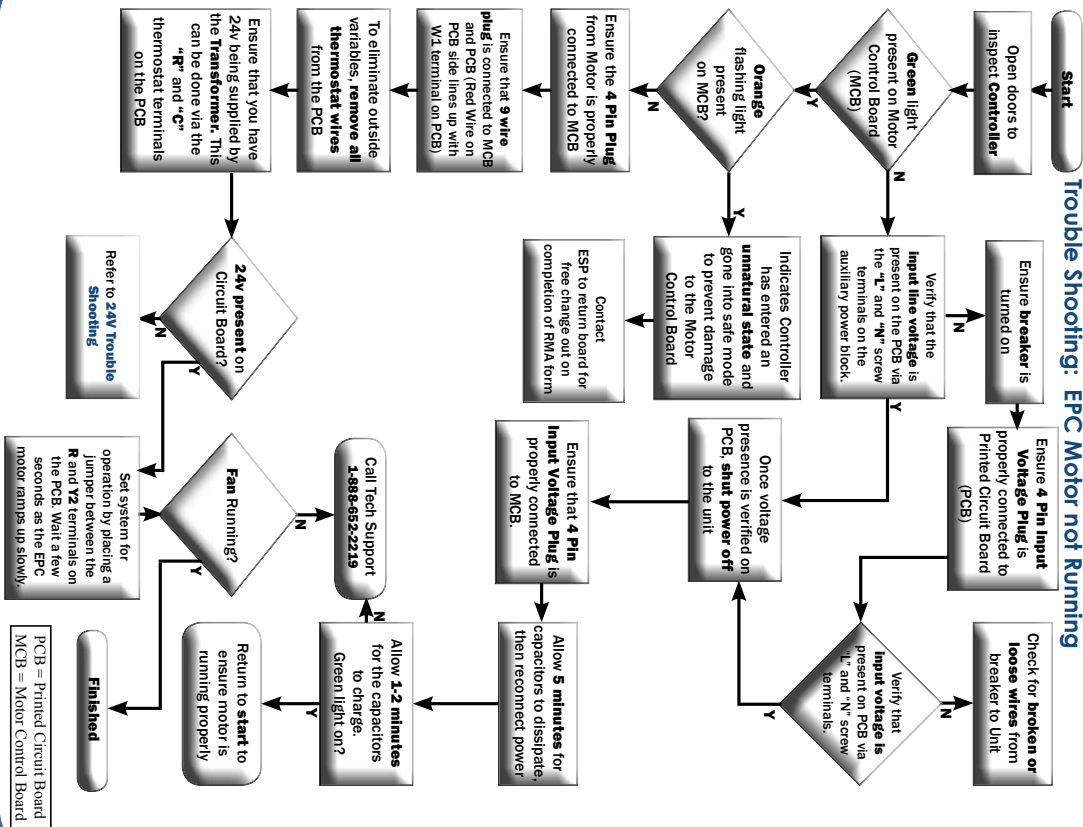 Trouble Shooting:  EPC Motor not Running
Start
Open doors to
inspect Controller
Green light
present on Motor
Control Board
(MCB)
N
Y
Orange
flashing light
present
on MCB?
Y
N
Ensure the 4 Pin Plug
from Motor is properly
connected to MCB
Ensure that 9 wire
plug is connected to MCB
and PCB (Red Wire on
PCB side lines up with
W1 terminal on PCB)
To eliminate outside
variables, remove all
thermostat wires
from the PCB
Ensure that you have
24v being supplied by
the Transformer. This
can be done via the
"R" and "C"
thermostat terminals
on the PCB
Ensure breaker is
turned on
N
Verify that the
input line voltage is
present on the PCB via
the "L" and "N" screw
terminals on the
auxiliary power block.
Y
Indicates Controller
has entered an
unnatural state and
gone into safe mode
to prevent damage
to the Motor
Control Board
Contact
ESP to return board for
free change out on
completion of RMA form
24v present on
Circuit Board?
N
Y
Refer to 24V Trouble
Shooting
Ensure 4 Pin Input
Voltage Plug is
properly connected to
Printed Circuit Board
(PCB)
Once voltage
presence is verified on
PCB, shut power off
to the unit
Ensure that 4 Pin
Input Voltage Plug is
properly connected
to MCB.
Call Tech Support
1-888-652-2219
N
Fan Running?
Y
Set system for
operation by placing a
jumper between the
R and Y2 terminals on
the PCB. Wait a few
seconds as the EPC
motor ramps up slowly.
Check for broken or
loose wires from
breaker to Unit
N
Verify that
input voltage is
present on PCB via
"L" and "N" screw
terminals.
Y
Allow 5 minutes for
capacitors to dissipate,
then reconnect power
Allow 1-2 minutes
for the capacitors
to charge.
Green light on?
N
Y
Return to start to
ensure motor is
running properly
Finished
PCB = Printed Circuit Board
MCB = Motor Control Board